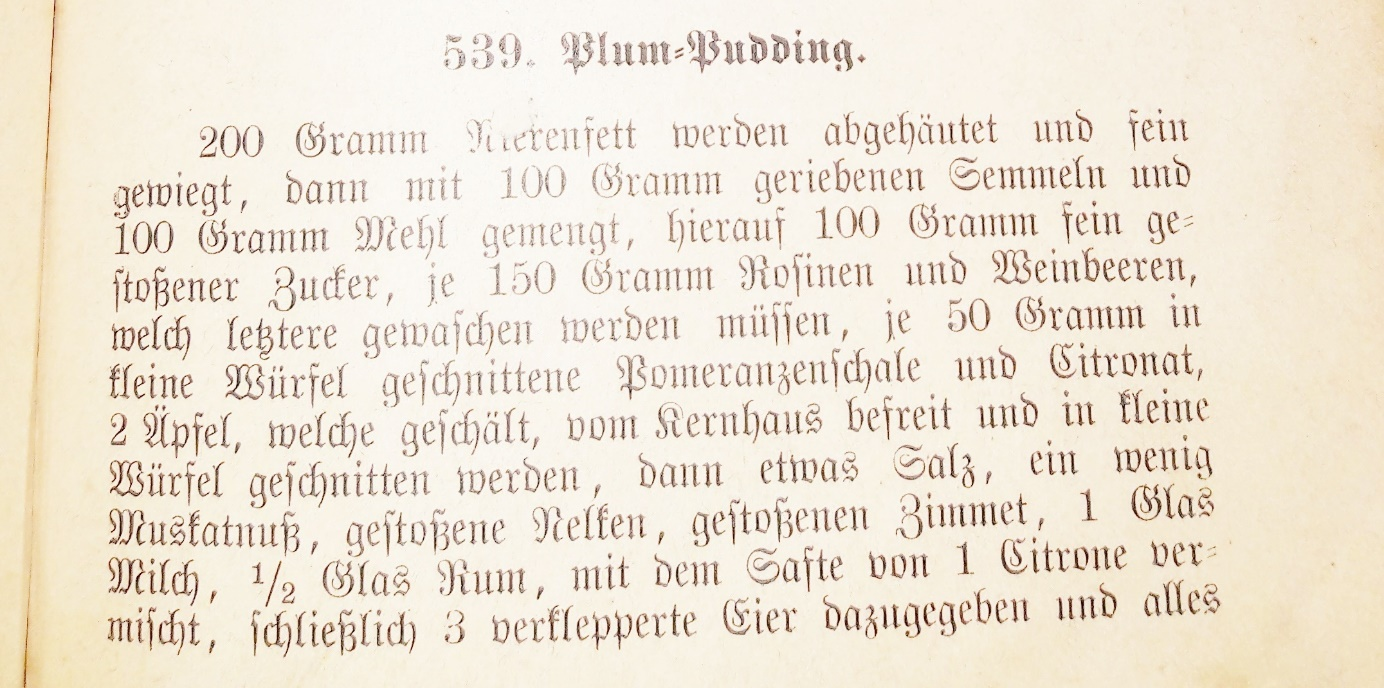 539. Plum-Pudding.
200 Gramm Nierenfett werden abgehäutet und fein
gewiegt, dann mit 100 Gramm geriebenen Semmeln und
100 Gramm Mehl gemengt, hierauf 100 Gramm fein ge-
stoßener Zucker, je 150 Gramm Rosinen und Weinbeeren,
welch letztere gewaschen werden müssen, je 50 Gramm in
kleine Würfel geschnittene Pomeranzenschale und Citronat,
2 Äpfel, welche geschält, vom Kernhaus befreit und in kleine
Würfel geschnitten werden, dann etwas Salz, ein wenig
Muskatnuß, gestoßene Nelken, gestoßenen Zimmet, 1 Glas
Milch, 1/2 Glas Rum, mit dem Safte von 1 Citrone ver-
mischt, schließlich 3 verklepperte Eier dazugegeben und alles